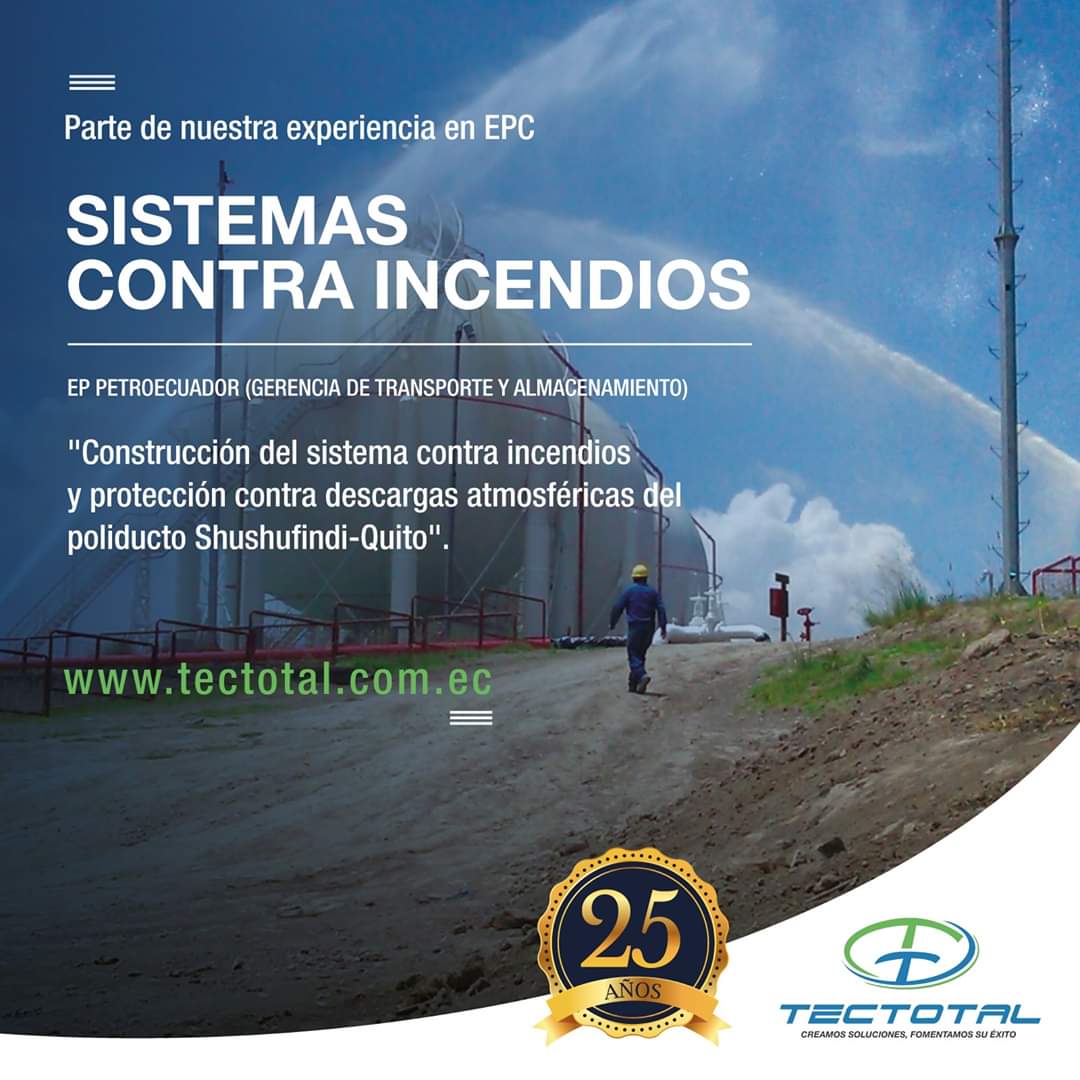 Parte de nuestra experiencia en EPC
SISTEMAS
CONTRA INCENDIOS
EP PETROECUADOR (GERENCIA DE TRANSPORTE Y ALMACENAMIENTO)
"Construcción del sistema contra incendios
y protección contra descargas atmosféricas del
poliducto Shushufindi-Quito".
www.tectotal.com.ec
25
AÑOS
TECTOTAL
CREAMOS SOLUCIONES, FOMENTAMOS SU ÉXITO